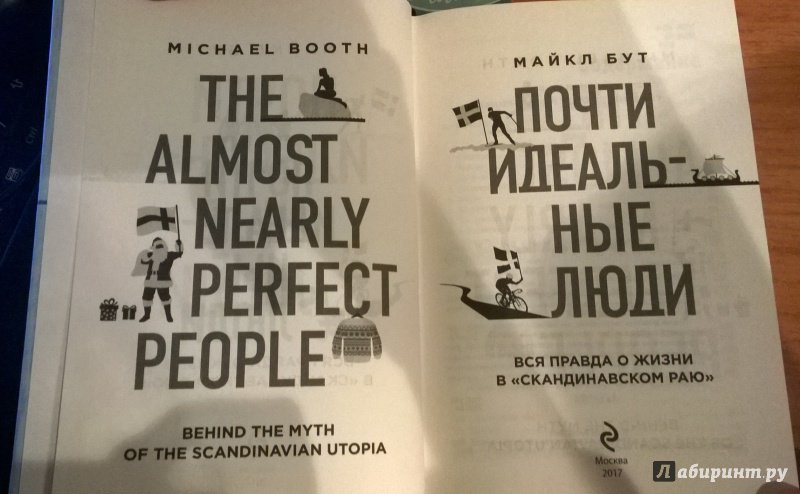 MICHAEL BOOTH
THE
ALMOST
NEARLY
PERFECT
PEOPLE
BEHIND THE MYTH
OF THE SCANDINAVIAN UTOPIA
МАЙКЛ БУТ
ПОЧТИ
ИДЕАЛЬ-
НЫЕ
ЛЮДИ
ВСЯ ПРАВДА О ЖИЗНИ
В «СКАНДИНАВСКОМ РАЮ»
Москва
2017
Лабиринт.ру